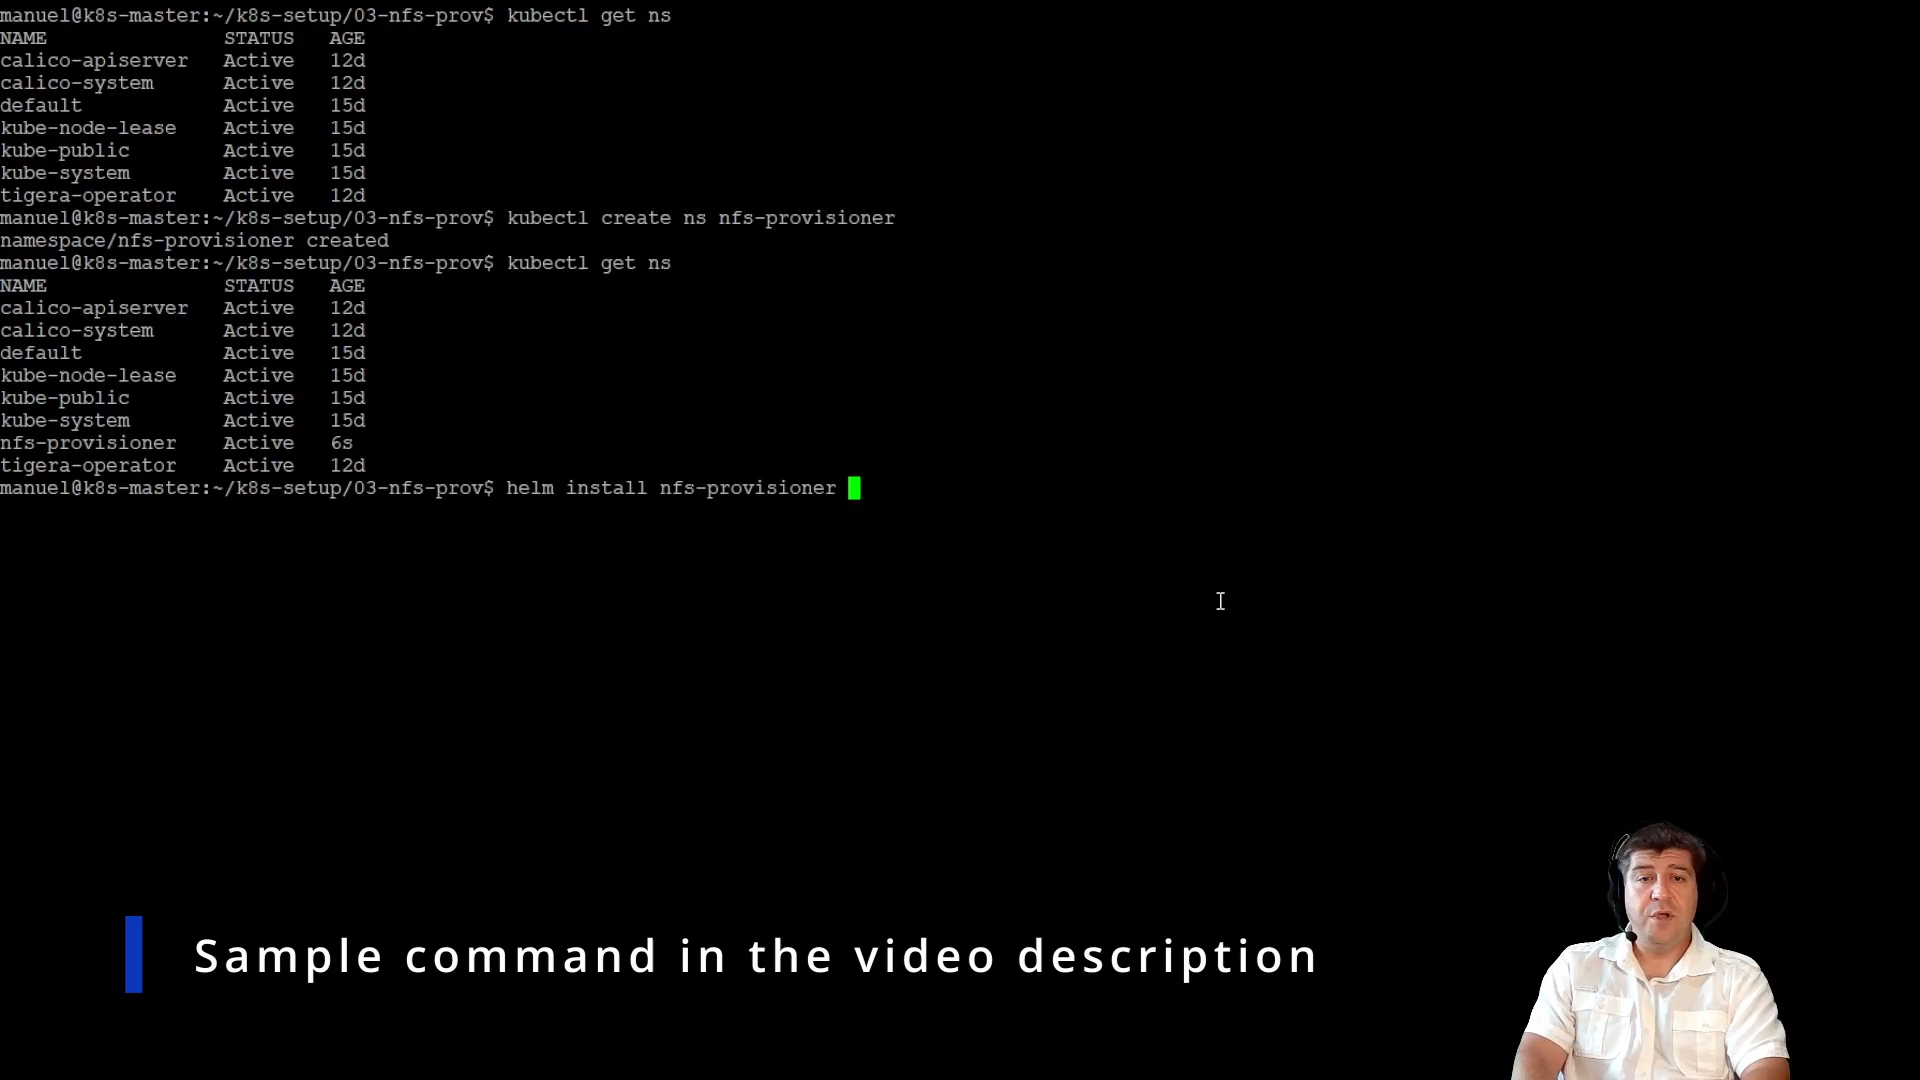 manuel@k8s-master:~/k8s-setup/03-nfs-prov$ kubectl get ns
NAME STATUS AGE
calico-apiserver Active 12d
calico-system Active 12d
default Active 15d
kube-node-lease Active 15d
kube-public Active 15d
kube-system Active 15d
tigera-operator Active 12d
manuel@k8s-master:~/k8s-setup/03-nfs-prov$ kubectl create ns nfs-provisioner
namespace/nfs-provisioner created
manuel@k8s-master:~/k8s-setup/03-nfs-prov$ kubectl get ns
NAME STATUS AGE
calico-apiserver Active 12d
calico-system Active 12d
default Active 15d
kube-node-lease Active 15d
kube-public Active 15d
kube-system Active 15d
nfs-provisioner Active 6s
tigera-operator Active 12d
manuel@k8s-master:~/k8s-setup/03-nfs-prov$ helm install nfs-provisioner
Sample command in the video description